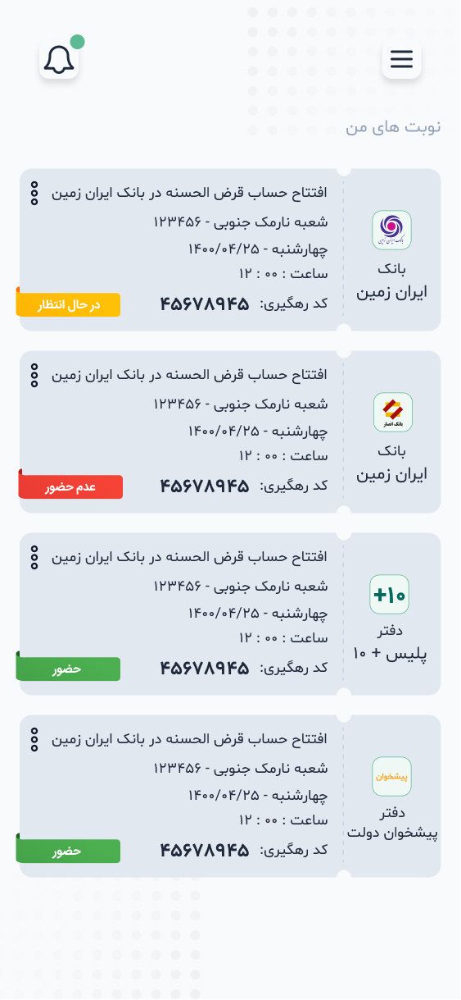 نوبت های من
بانک ایران زمین
بانک
ایران زمین
افتتاح حساب قرض الحسنه در بانک ایران زمین
شعبه نارمک جنوبی - ۱۲۳۴۵۶
چهارشنبه - ۱۴۰۰/۰۴/۲۵
ساعت : ۰۰ : ۱۲
کد رهگیری: ۴۵۶۷۸۹۴۵
در حال انتظار
بانک انصار
بانک
ایران زمین
افتتاح حساب قرض الحسنه در بانک ایران زمین
شعبه نارمک جنوبی - ۱۲۳۴۵۶
چهارشنبه - ۱۴۰۰/۰۴/۲۵
ساعت : ۰۰ : ۱۲
کد رهگیری: ۴۵۶۷۸۹۴۵
عدم حضور
+۱۰
دفتر
پلیس + ۱۰
افتتاح حساب قرض الحسنه در بانک ایران زمین
شعبه نارمک جنوبی - ۱۲۳۴۵۶
چهارشنبه - ۱۴۰۰/۰۴/۲۵
ساعت : ۰۰ : ۱۲
کد رهگیری: ۴۵۶۷۸۹۴۵
حضور
پیشخوان
دفتر
پیشخوان دولت
افتتاح حساب قرض الحسنه در بانک ایران زمین
شعبه نارمک جنوبی - ۱۲۳۴۵۶
چهارشنبه - ۱۴۰۰/۰۴/۲۵
ساعت : ۰۰ : ۱۲
کد رهگیری: ۴۵۶۷۸۹۴۵
حضور